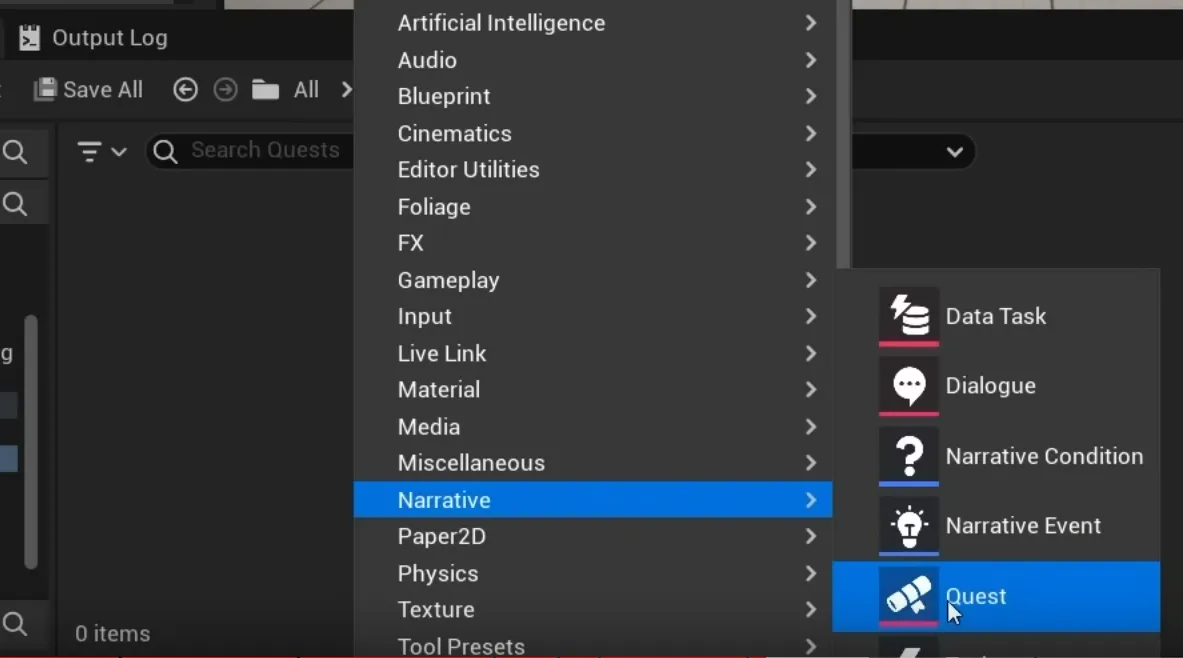 Output Log
Save All
All
Search Quests
g
0 items
Artificial Intelligence
Audio
Blueprint
Cinematics
Editor Utilities
Foliage
FX
Gameplay
Input
Live Link
Material
Media
Miscellaneous
Narrative
Paper2D
Physics
Texture
Tool Presets
Data Task
Dialogue
Narrative Condition
Narrative Event
Quest